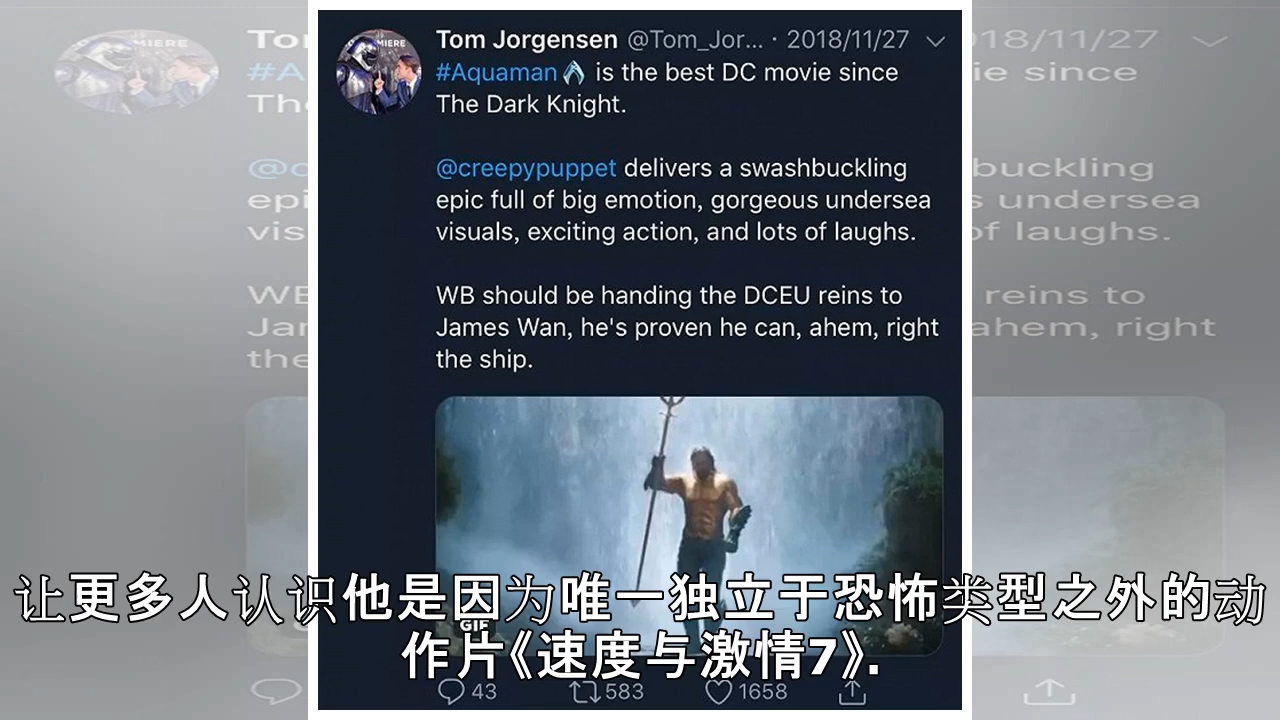 Tom Jorgensen @Tom_Jor... · 2018/11/27
#Aquaman is the best DC movie since
The Dark Knight.
@creepypuppet delivers a swashbuckling
epic full of big emotion, gorgeous undersea
visuals, exciting action, and lots of laughs.
WB should be handing the DCEU reins to
James Wan, he's proven he can, ahem, right
the ship.
GIF
让更多人认识他是因为唯一独立于恐怖类型之外的动
作片《速度与激情7》.
43 583 1658